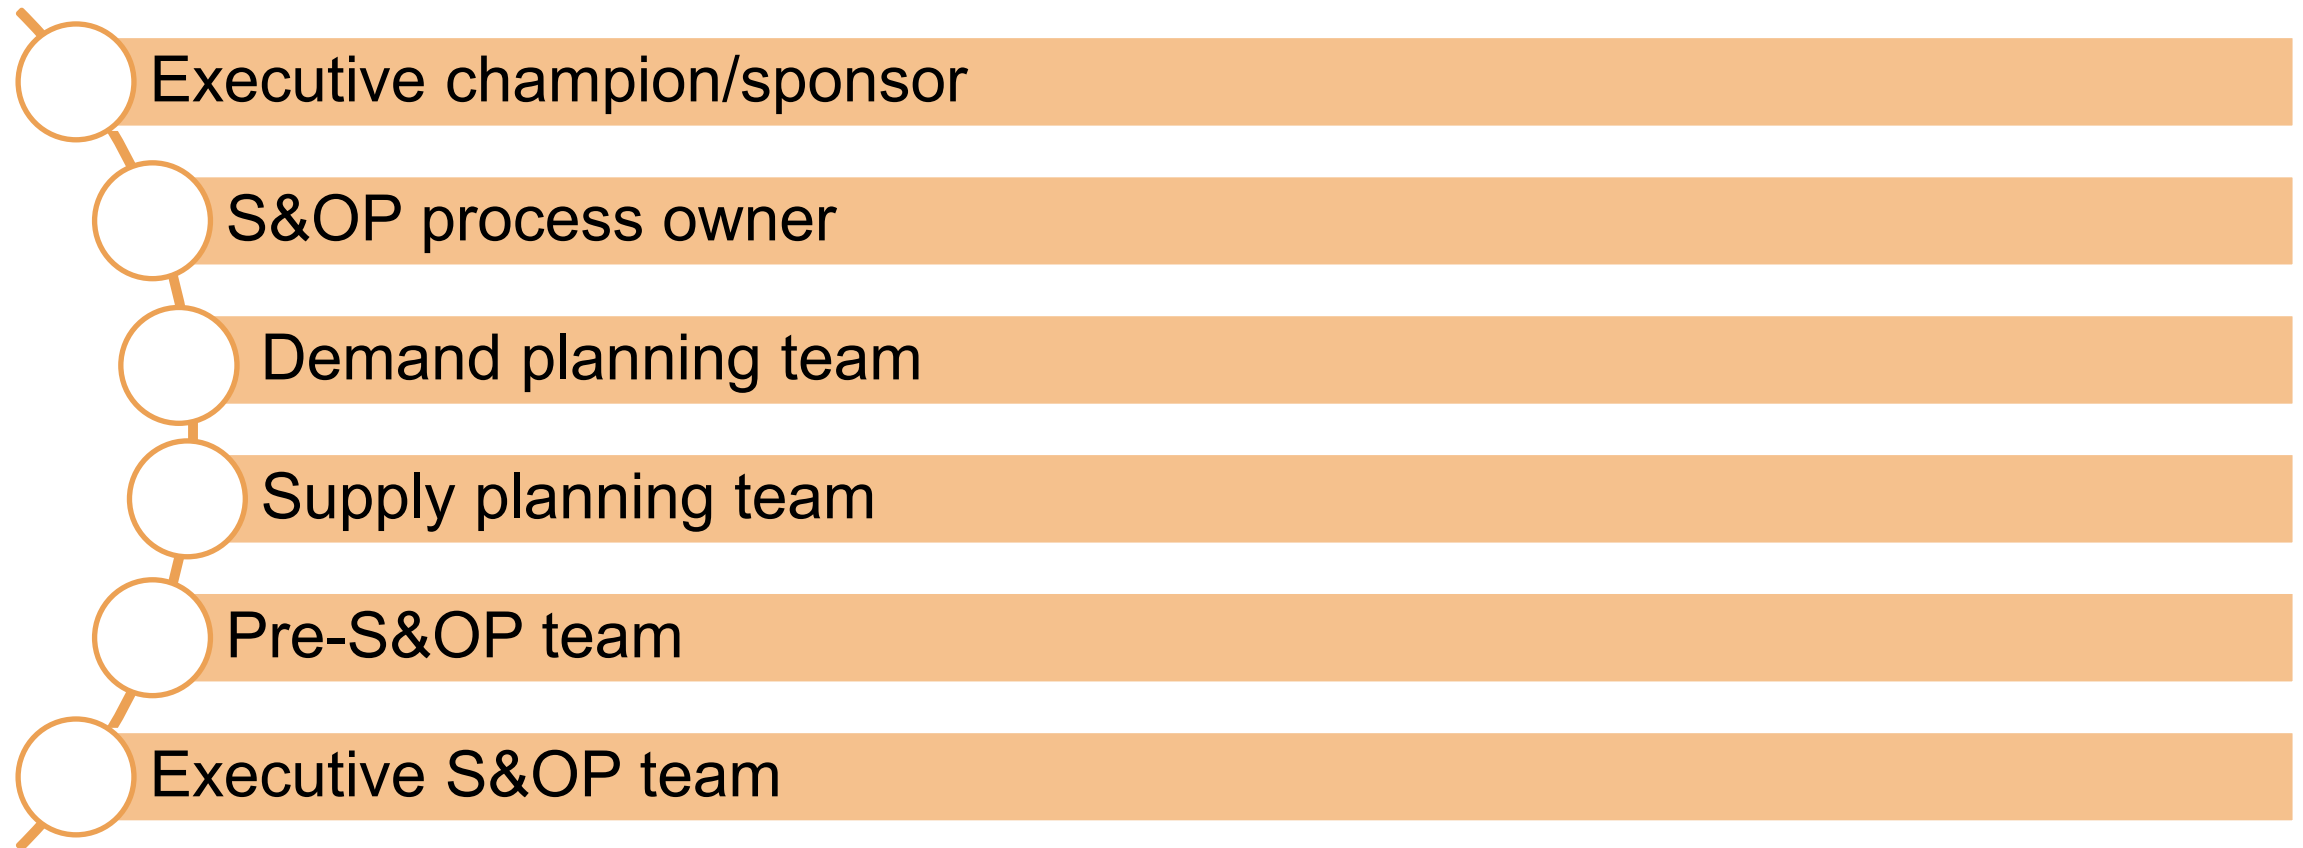 Executive champion/sponsor
S&OP process owner
Demand planning team
Supply planning team
Pre-S&OP team
Executive S&OP team